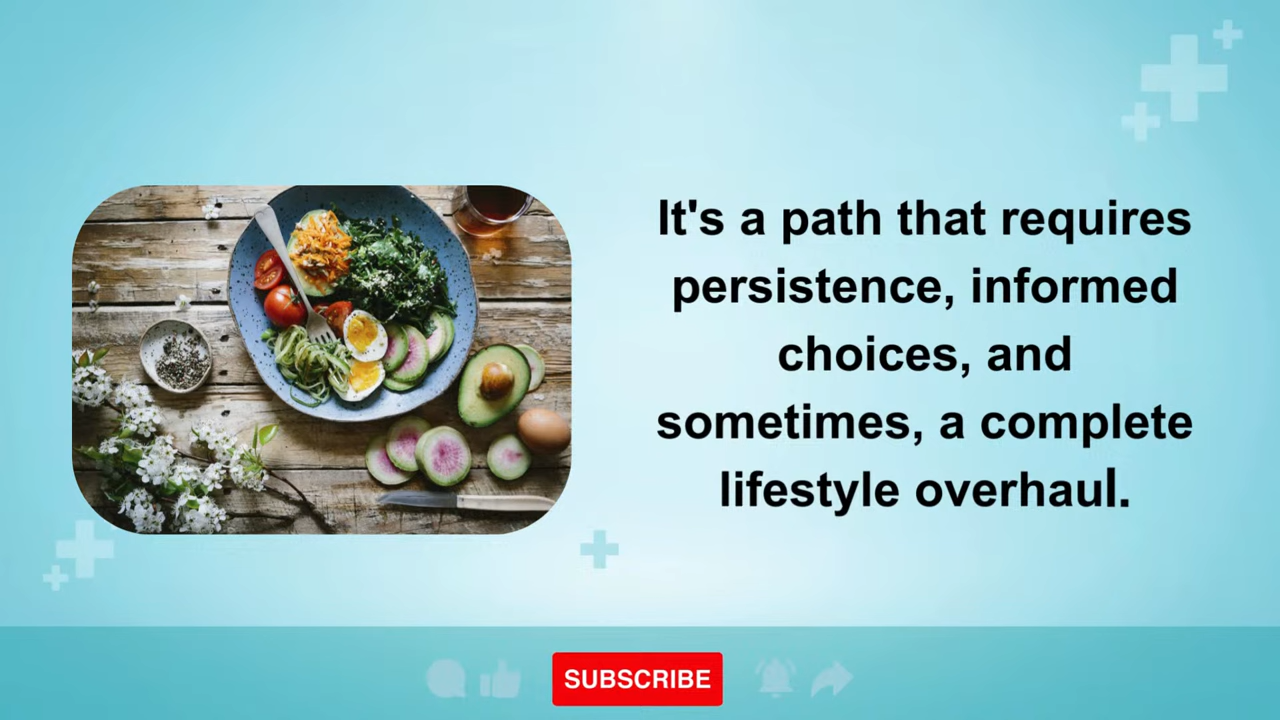 It's a path that requires
persistence, informed
choices, and
sometimes, a complete
lifestyle overhaul.
SUBSCRIBE